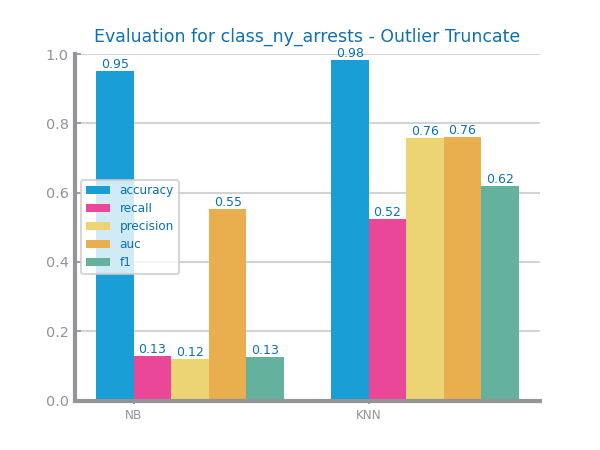 Evaluation for class_ny_arrests - Outlier Truncate
1.0
0.8
0.6
0.4
0.2
0.0
0.95
0.13
0.12
0.55
0.13
0.98
0.52
0.76
0.76
0.62
accuracy
recall
precision
auc
f1
NB
KNN